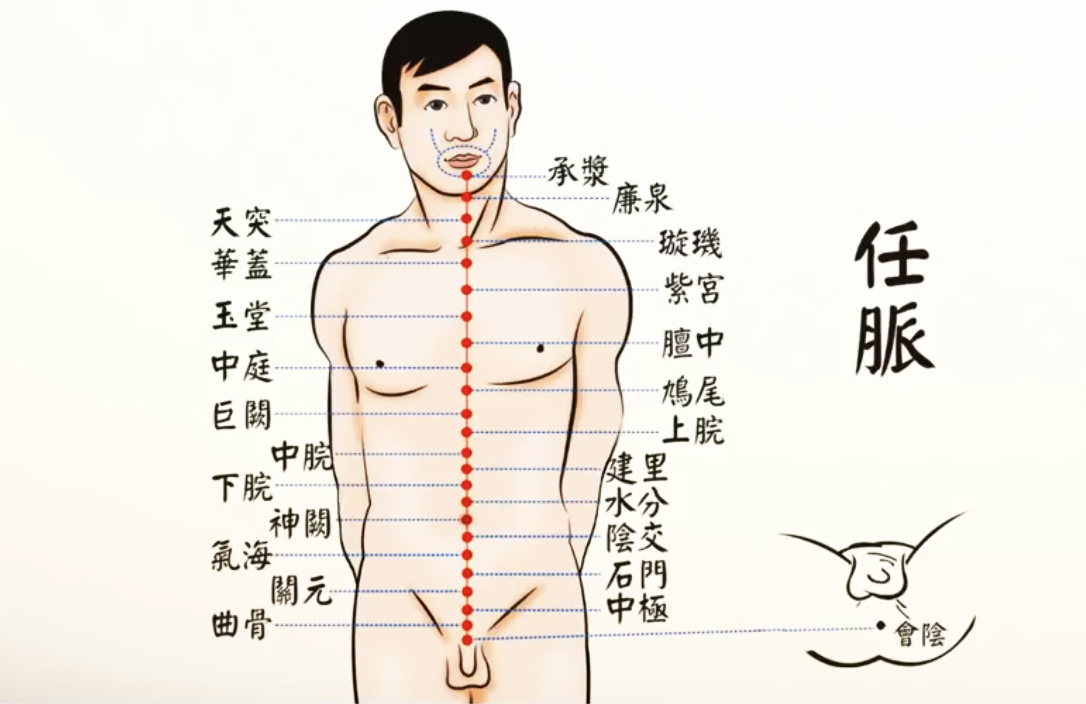 承漿
廉泉
天突
璇璣
華蓋
紫宮
玉堂
膻中
中庭
鳩尾
巨闕
上脘
中脘
建里
下脘
水分
神闕
陰交
氣海
石門
關元
中極
曲骨
會陰
任脈